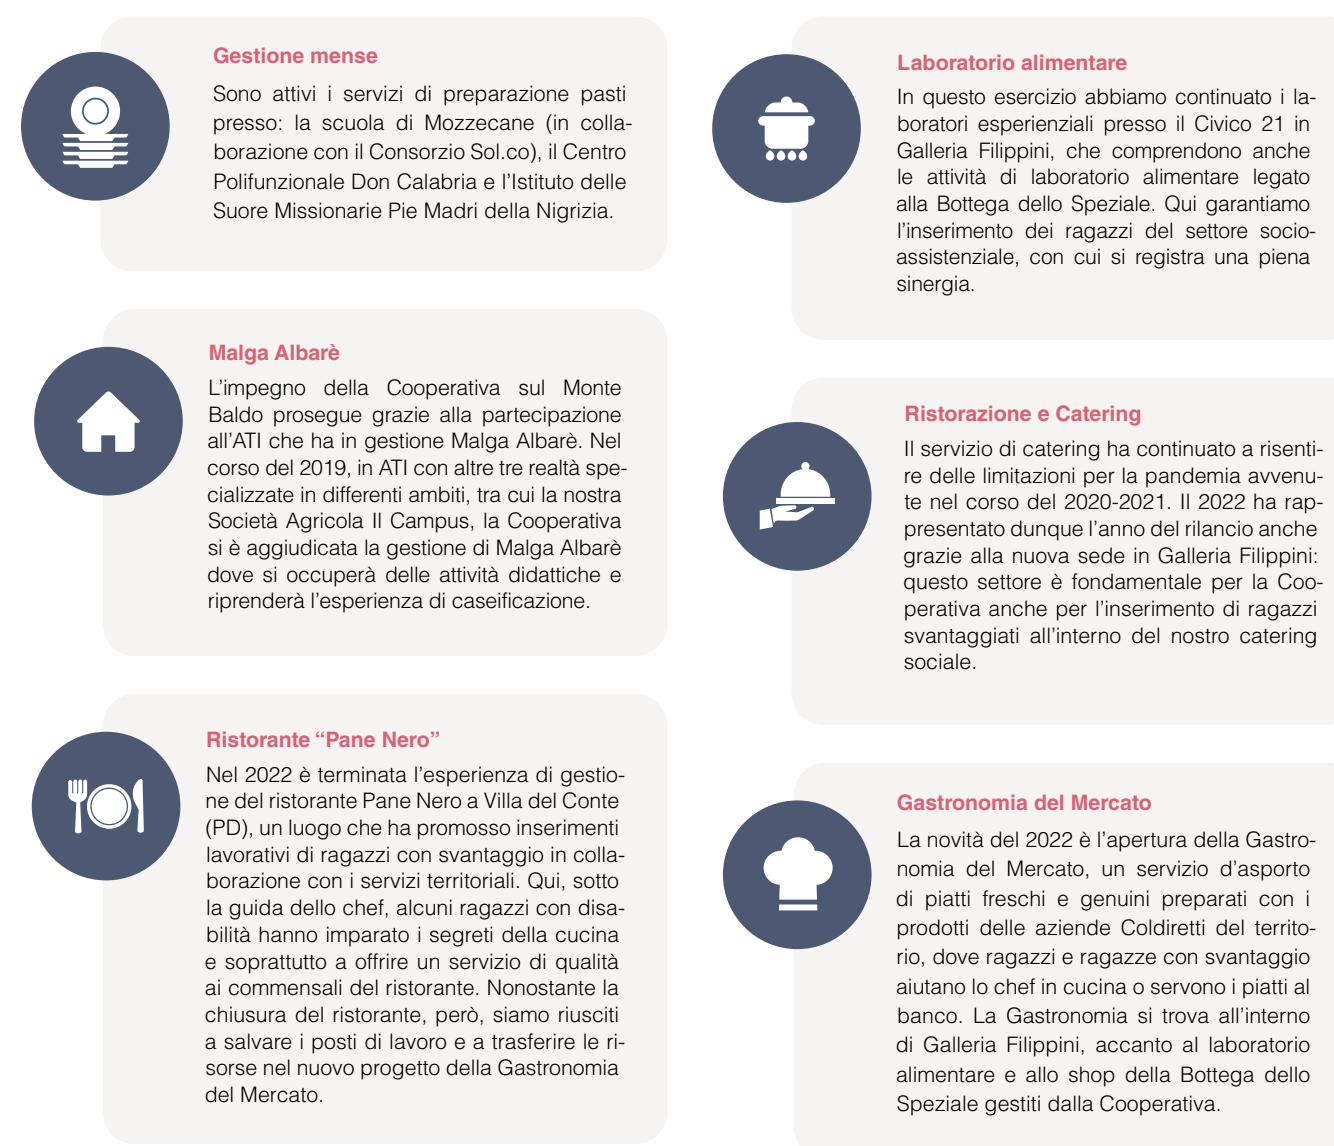 Gestione mense
Sono attivi i servizi di preparazione pasti
presso: la scuola di Mozzecane (in colla-
borazione con il Consorzio Sol.co), il Centro
Polifunzionale Don Calabria e l’Istituto delle
Suore Missionarie Pie Madri della Nigrizia.
Malga Albarè
L’impegno della Cooperativa sul Monte
Baldo prosegue grazie alla partecipazione
all’ATI che ha in gestione Malga Albarè. Nel
corso del 2019, in ATI con altre tre realtà spe-
cializzate in differenti ambiti, tra cui la nostra
Società Agricola Il Campus, la Cooperativa
si è aggiudicata la gestione di Malga Albarè
dove si occuperà delle attività didattiche e
riprenderà l’esperienza di caseificazione.
Ristorante “Pane Nero”
Nel 2022 è terminata l’esperienza di gestio-
ne del ristorante Pane Nero a Villa del Conte
(PD), un luogo che ha promosso inserimenti
lavorativi di ragazzi con svantaggio in colla-
borazione con i servizi territoriali. Qui, sotto
la guida dello chef, alcuni ragazzi con disa-
bilità hanno imparato i segreti della cucina
e soprattutto a offrire un servizio di qualità
ai commensali del ristorante. Nonostante la
chiusura del ristorante, però, siamo riusciti
a salvare i posti di lavoro e a trasferire le ri-
sorse nel nuovo progetto della Gastronomia
del Mercato.
Laboratorio alimentare
In questo esercizio abbiamo continuato i la-
boratori esperienziali presso il Civico 21 in
Galleria Filippini, che comprendono anche
le attività di laboratorio alimentare legato
alla Bottega dello Speziale. Qui garantiamo
l’inserimento dei ragazzi del settore socio-
assistenziale, con cui si registra una piena
sinergia.
Ristorazione e Catering
Il servizio di catering ha continuato a risenti-
re delle limitazioni per la pandemia avvenu-
te nel corso del 2020-2021. Il 2022 ha rap-
presentato dunque l’anno del rilancio anche
grazie alla nuova sede in Galleria Filippini:
questo settore è fondamentale per la Coo-
perativa anche per l’inserimento di ragazzi
svantaggiati all’interno del nostro catering
sociale.
Gastronomia del Mercato
La novità del 2022 è l’apertura della Gastro-
nomia del Mercato, un servizio d’asporto
di piatti freschi e genuini preparati con i
prodotti delle aziende Coldiretti del territo-
rio, dove ragazzi e ragazze con svantaggio
aiutano lo chef in cucina o servono i piatti al
banco. La Gastronomia si trova all’interno
di Galleria Filippini, accanto al laboratorio
alimentare e allo shop della Bottega dello
Speziale gestiti dalla Cooperativa.